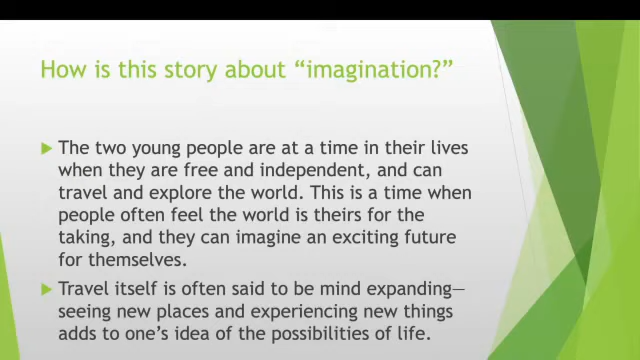 How is this story about “imagination?”
The two young people are at a time in their lives
when they are free and independent, and can
travel and explore the world. This is a time when
people often feel the world is theirs for the
taking, and they can imagine an exciting future
for themselves.
Travel itself is often said to be mind expanding—
seeing new places and experiencing new things
adds to one’s idea of the possibilities of life.